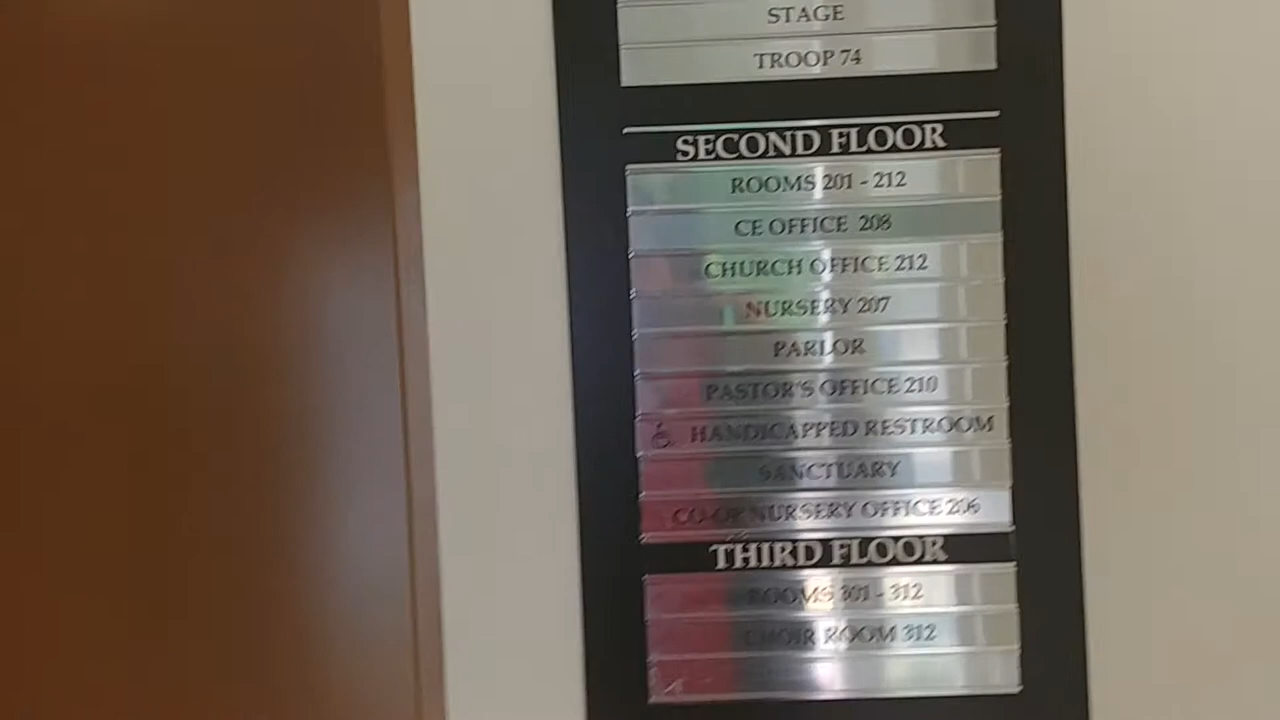 STAGE
TROOP 74
SECOND FLOOR
ROOMS 201 - 212
CE OFFICE 208
CHURCH OFFICE 212
NURSERY 207
PARLOR
PASTOR'S OFFICE 210
HANDICAPPED RESTROOM
SANCTUARY
CO-OP NURSERY OFFICE 206
THIRD FLOOR
ROOMS 301 - 312
CHOIR ROOM 312